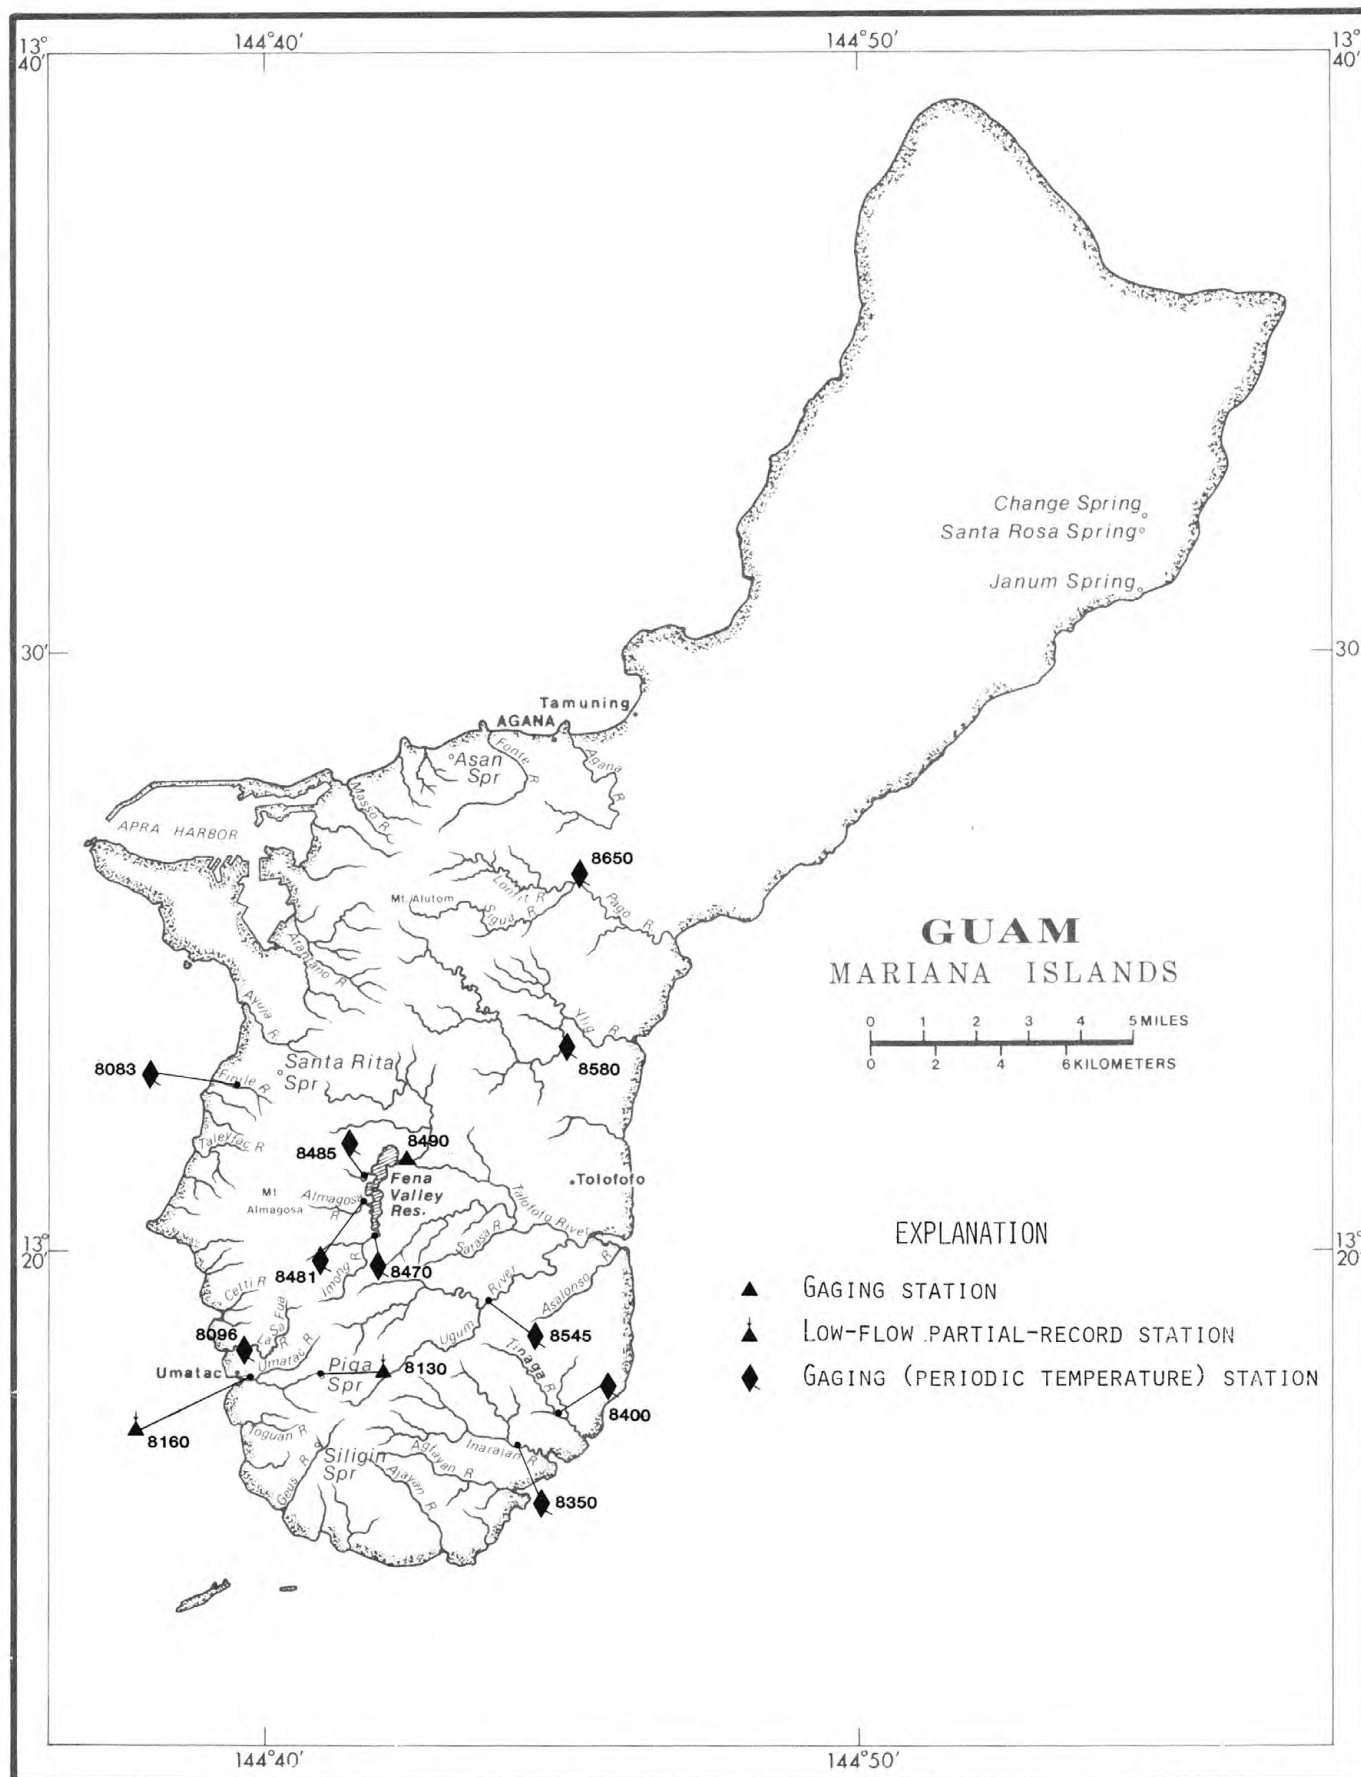 144°40' 144°50'
13° 13°
40' 40'
Change Spring
Santa Rosa Spring
Janum Spring
30' 30'
Tamuning
AGANA
Asan
Spr
Fonte R
Agana R
Masso R
APRA HARBOR
8650
Lonfit R
Mt. Alutom
Sigua R
Pago R
GUAM
MARIANA ISLANDS
Atantano R
0 1 2 3 4 5 MILES
0 2 4 6 KILOMETERS
Ayuja R
Ylig R
8580
8083
Santa Rita
Spr
Finile R
Taleyfac R
8485
8490
Fena
Valley
Res.
Tolofofo
Mt
Almagosa
Almagosa R
Talofofo River
Sarasa R
EXPLANATION
13° 13°
20' 20'
8481
8470
Imong R
Cetti R
GAGING STATION
River
Asalonso R
8096
La Sa Fua R
LOW-FLOW PARTIAL-RECORD STATION
8545
Ugum
Tinaga R
Umatac
Umatac R
Piga
Spr
8130
GAGING (PERIODIC TEMPERATURE) STATION
8400
8160
Toguan R
Siligin
Spr
Geus R
Agfayan R
Inarajan R
Ajayan R
8350
144°40' 144°50'